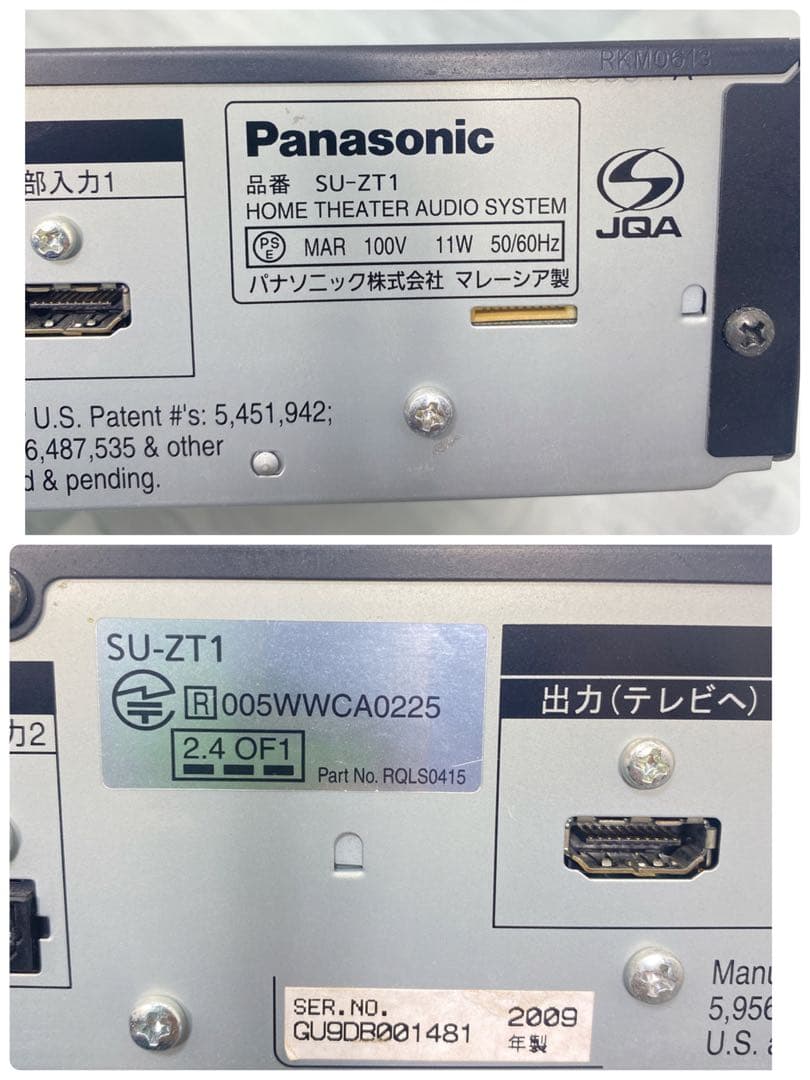 RKM0613
Panasonic
品番 SU-ZT1
HOME THEATER AUDIO SYSTEM
PSE MAR 100V 11W 50/60Hz
パナソニック株式会社 マレーシア製
JQA
部入力1
U.S. Patent #'s: 5,451,942;
6,487,535 & other
d & pending.
SU-ZT1
R 005WWCA0225
2.4 OF1
Part No. RQLS0415
力2
出力(テレビへ)
SER.NO.
GU9DB001481
2009
年製
Manu
5,956
U.S. a